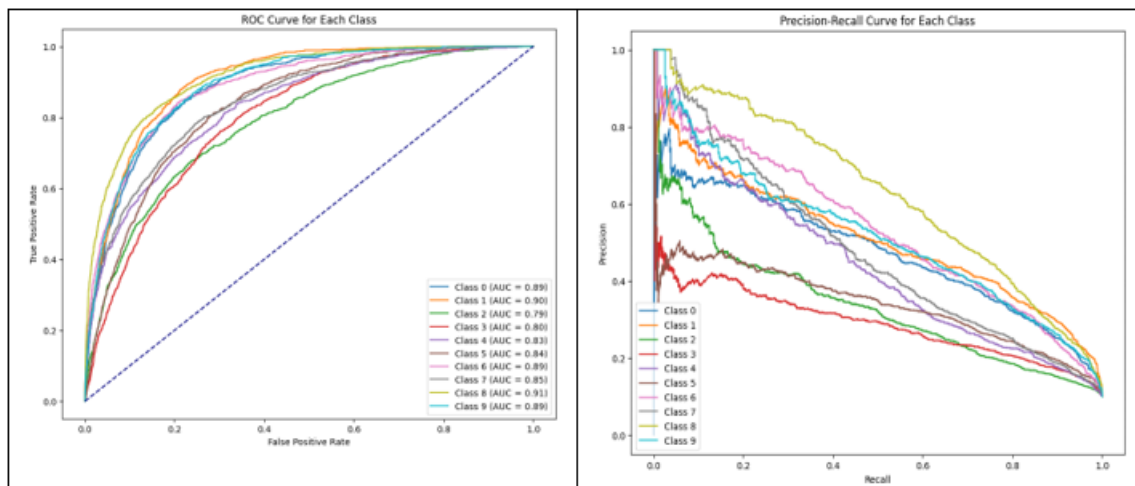 ROC Curve for Each Class
1.0
0.8
0.6
0.4
0.2
0.0
True Positive Rate
Class 0 (AUC = 0.89)
Class 1 (AUC = 0.90)
Class 2 (AUC = 0.79)
Class 3 (AUC = 0.80)
Class 4 (AUC = 0.83)
Class 5 (AUC = 0.84)
Class 6 (AUC = 0.89)
Class 7 (AUC = 0.85)
Class 8 (AUC = 0.91)
Class 9 (AUC = 0.89)
0.0 0.2 0.4 0.6 0.8 1.0
False Positive Rate
Precision-Recall Curve for Each Class
1.0
0.8
0.6
0.4
0.2
0.0
Precision
Class 0
Class 1
Class 2
Class 3
Class 4
Class 5
Class 6
Class 7
Class 8
Class 9
0.0 0.2 0.4 0.6 0.8 1.0
Recall